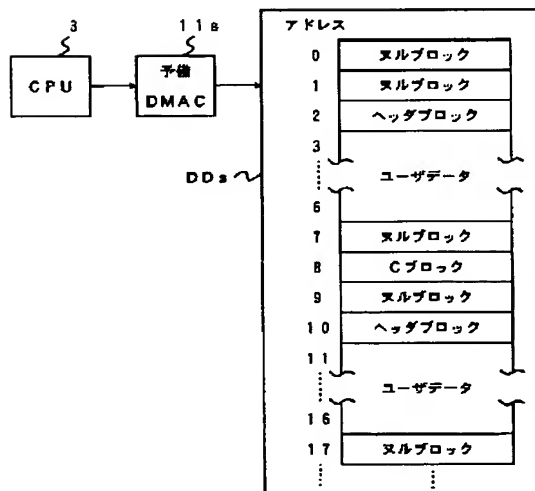 3
CPU
11s
予備
DMAC
DDs
アドレス
0 ヌルブロック
1 ヌルブロック
2 ヘッダブロック
3
ユーザデータ
6
7 ヌルブロック
8 Cブロック
9 ヌルブロック
10 ヘッダブロック
11
ユーザデータ
16
17 ヌルブロック